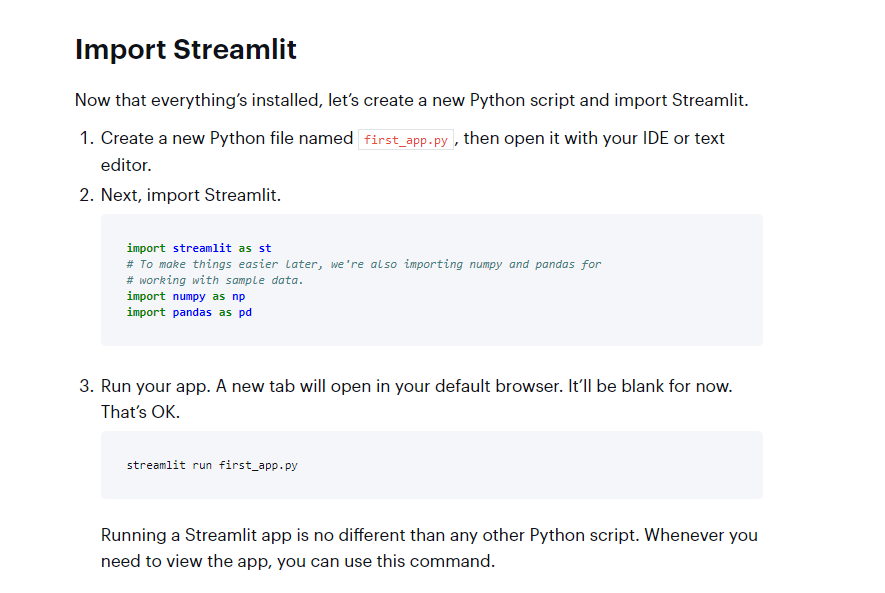 Import Streamlit
Now that everything’s installed, let’s create a new Python script and import Streamlit.
1. Create a new Python file named first_app.py, then open it with your IDE or text
editor.
2. Next, import Streamlit.
import streamlit as st
# To make things easier later, we're also importing numpy and pandas for
# working with sample data.
import numpy as np
import pandas as pd
3. Run your app. A new tab will open in your default browser. It’ll be blank for now.
That’s OK.
streamlit run first_app.py
Running a Streamlit app is no different than any other Python script. Whenever you
need to view the app, you can use this command.